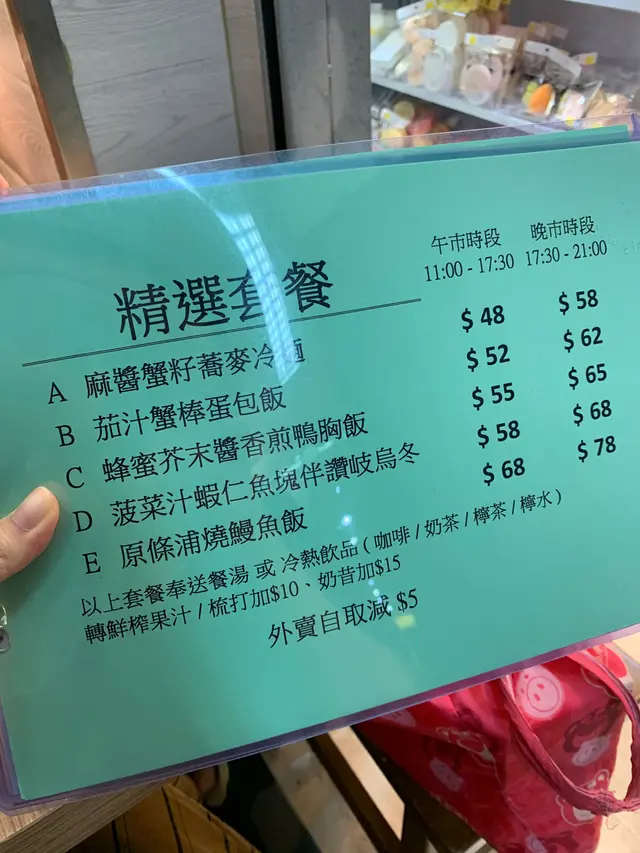 午市時段 晚市時段
11:00 - 17:30 17:30 - 21:00
精選套餐
A 麻醬蟹籽蕎麥冷麵 $ 48 $ 58
B 茄汁蟹棒蛋包飯 $ 52 $ 62
C 蜂蜜芥末醬香煎鴨胸飯 $ 55 $ 65
D 菠菜汁蝦仁魚塊伴讚岐烏冬 $ 58 $ 68
E 原條浦燒鰻魚飯 $ 68 $ 78
以上套餐奉送餐湯 或 冷熱飲品 ( 咖啡 / 奶茶 / 檸茶 / 檸水 )
轉鮮榨果汁 / 梳打加$10、奶昔加$15
外賣自取減 $5